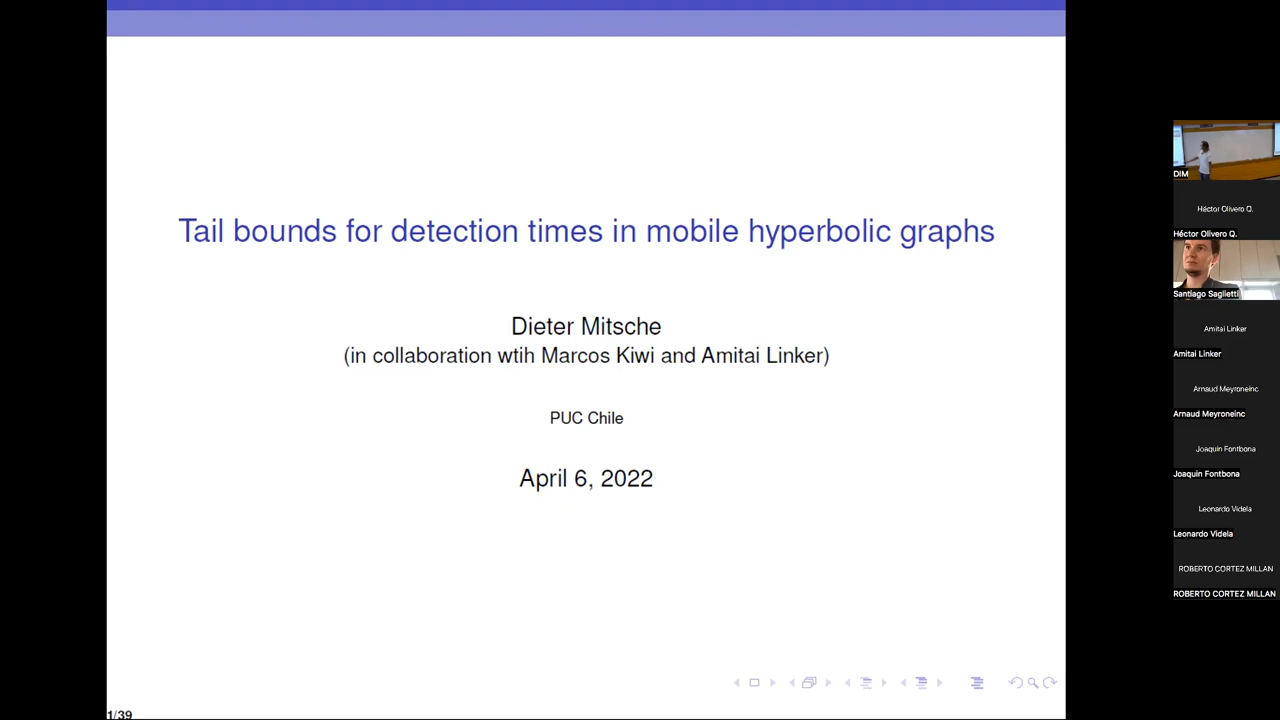 Tail bounds for detection times in mobile hyperbolic graphs
Dieter Mitsche
(in collaboration wtih Marcos Kiwi and Amitai Linker)
PUC Chile
April 6, 2022
1/39
DIM
Héctor Olivero Q.
Héctor Olivero Q.
Santiago Saglietti
Amitai Linker
Amitai Linker
Arnaud Meyroneinc
Arnaud Meyroneinc
Joaquin Fontbona
Joaquin Fontbona
Leonardo Videla
Leonardo Videla
ROBERTO CORTEZ MILLAN
ROBERTO CORTEZ MILLAN